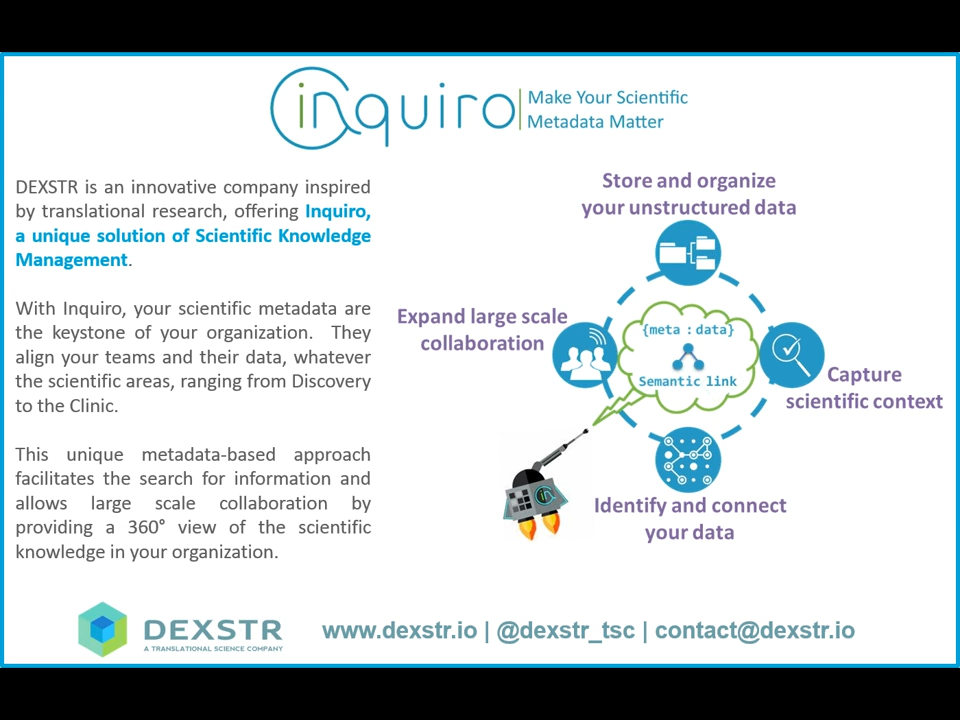 inquiro
Make Your Scientific
Metadata Matter
DEXSTR is an innovative company inspired
by translational research, offering Inquiro,
a unique solution of Scientific Knowledge
Management.
With Inquiro, your scientific metadata are
the keystone of your organization. They
align your teams and their data, whatever
the scientific areas, ranging from Discovery
to the Clinic.
This unique metadata-based approach
facilitates the search for information and
allows large scale collaboration by
providing a 360° view of the scientific
knowledge in your organization.
Store and organize
your unstructured data
Expand large scale
collaboration
{meta : data}
Semantic link
Capture
scientific context
in
Identify and connect
your data
DEXSTR
A TRANSLATIONAL SCIENCE COMPANY
www.dexstr.io | @dexstr_tsc | contact@dexstr.io